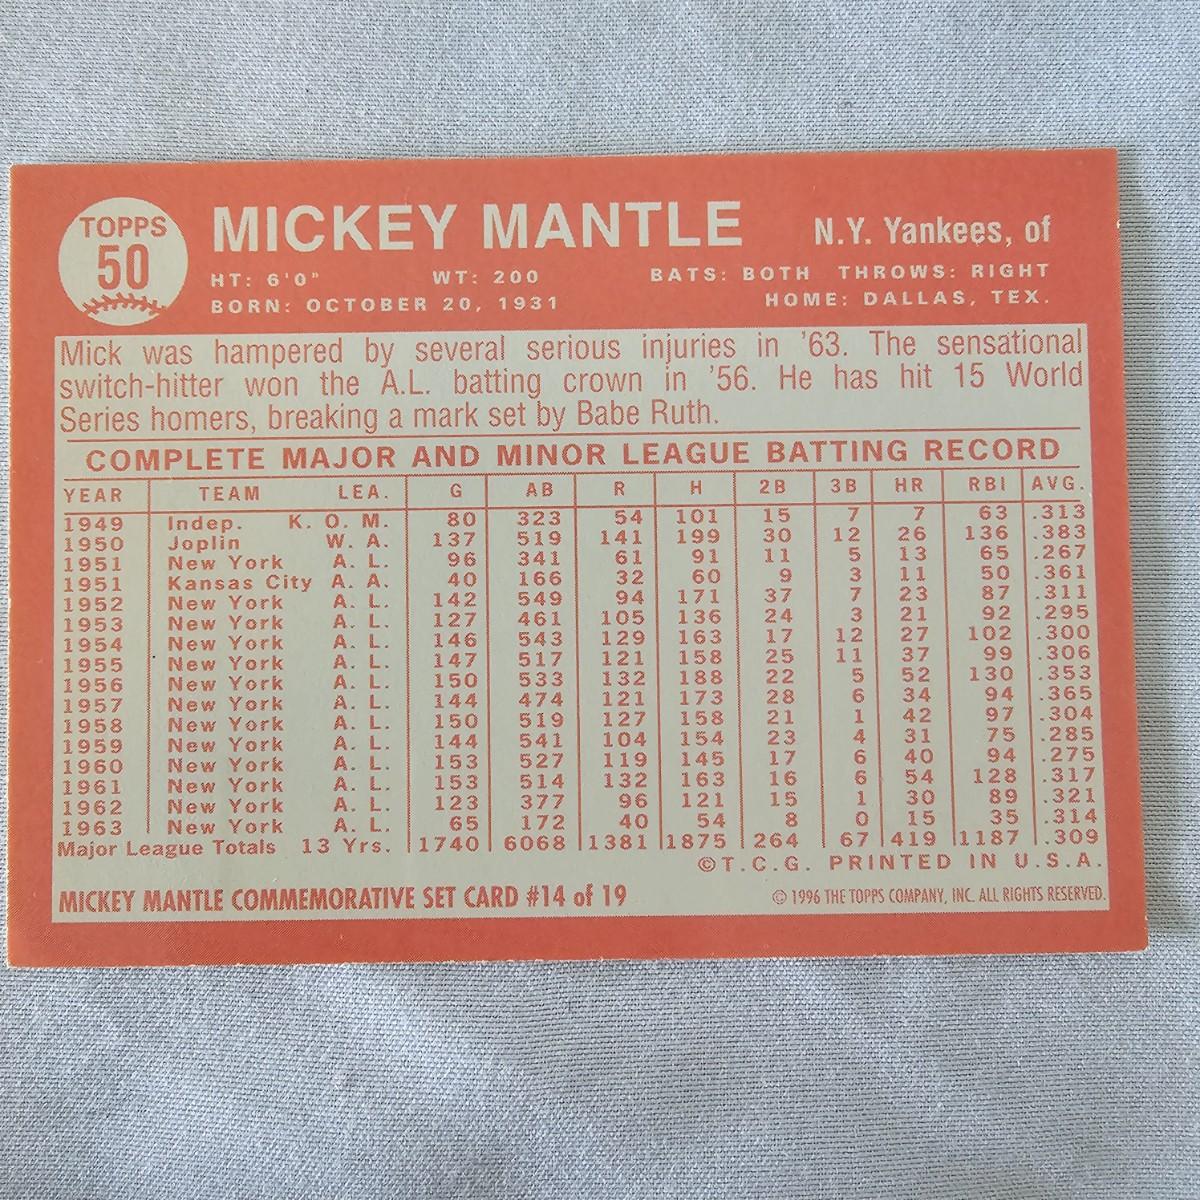 TOPPS
50
MICKEY MANTLE N.Y. Yankees, of
HT: 6'0" WT: 200 BATS: BOTH THROWS: RIGHT
BORN: OCTOBER 20, 1931 HOME: DALLAS, TEX.
Mick was hampered by several serious injuries in '63. The sensational
switch-hitter won the A.L. batting crown in '56. He has hit 15 World
Series homers, breaking a mark set by Babe Ruth.
COMPLETE MAJOR AND MINOR LEAGUE BATTING RECORD
YEAR TEAM LEA. G AB R H 2B 3B HR RBI AVG.
1949 Indep. K. O. M. 80 323 54 101 15 7 7 63 .313
1950 Joplin W. A. 137 519 141 199 30 12 26 136 .383
1951 New York A. L. 96 341 61 91 11 5 13 65 .267
1951 Kansas City A. A. 40 166 32 60 9 3 11 50 .361
1952 New York A. L. 142 549 94 171 37 7 23 87 .311
1953 New York A. L. 127 461 105 136 24 3 21 92 .295
1954 New York A. L. 146 543 129 163 17 12 27 102 .300
1955 New York A. L. 147 517 121 158 25 11 37 99 .306
1956 New York A. L. 150 533 132 188 22 5 52 130 .353
1957 New York A. L. 144 474 121 173 28 6 34 94 .365
1958 New York A. L. 150 519 127 158 21 1 42 97 .304
1959 New York A. L. 144 541 104 154 23 4 31 75 .285
1960 New York A. L. 153 527 119 145 17 6 40 94 .275
1961 New York A. L. 153 514 132 163 16 6 54 128 .317
1962 New York A. L. 123 377 96 121 15 1 30 89 .321
1963 New York A. L. 65 172 40 54 8 0 15 35 .314
Major League Totals 13 Yrs. 1740 6068 1381 1875 264 67 419 1187 .309
©T.C.G. PRINTED IN U.S.A.
MICKEY MANTLE COMMEMORATIVE SET CARD #14 of 19 © 1996 THE TOPPS COMPANY, INC. ALL RIGHTS RESERVED.